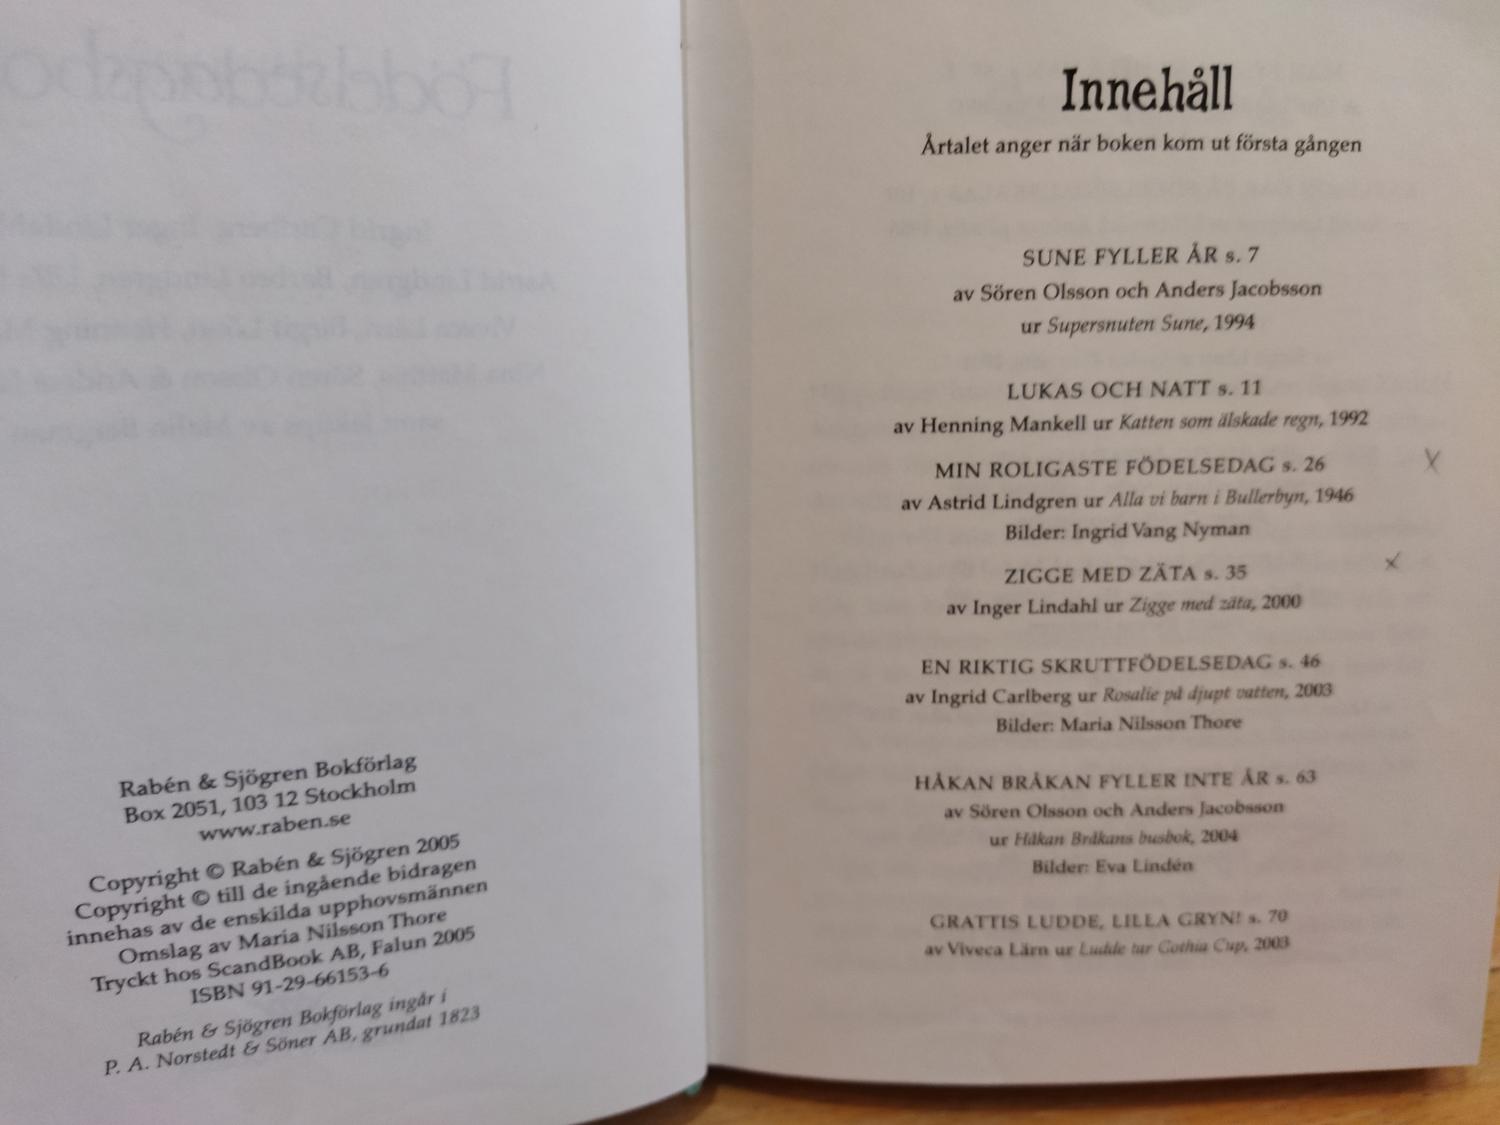 Rabén & Sjögren Bokförlag
Box 2051, 103 12 Stockholm
www.raben.se
Copyright © Rabén & Sjögren 2005
Copyright © till de ingående bidragen
innehas av de enskilda upphovsmännen
Omslag av Maria Nilsson Thore
Tryckt hos ScandBook AB, Falun 2005
ISBN 91-29-66153-6
Rabén & Sjögren Bokförlag ingår i
P. A. Norstedt & Söner AB, grundat 1823
Innehåll
Årtalet anger när boken kom ut första gången
SUNE FYLLER ÅR s. 7
av Sören Olsson och Anders Jacobsson
ur Supersnuten Sune, 1994
LUKAS OCH NATT s. 11
av Henning Mankell ur Katten som älskade regn, 1992
MIN ROLIGASTE FÖDELSEDAG s. 26
av Astrid Lindgren ur Alla vi barn i Bullerbyn, 1946
Bilder: Ingrid Vang Nyman
ZIGGE MED ZÄTA s. 35
av Inger Lindahl ur Zigge med zäta, 2000
EN RIKTIG SKRUTTFÖDELSEDAG s. 46
av Ingrid Carlberg ur Rosalie på djupt vatten, 2003
Bilder: Maria Nilsson Thore
HÅKAN BRÅKAN FYLLER INTE ÅR s. 63
av Sören Olsson och Anders Jacobsson
ur Håkan Bråkans busbok, 2004
Bilder: Eva Lindén
GRATTIS LUDDE, LILLA GRYN! s. 70
av Viveca Lärn ur Ludde tar Gothia Cup, 2003